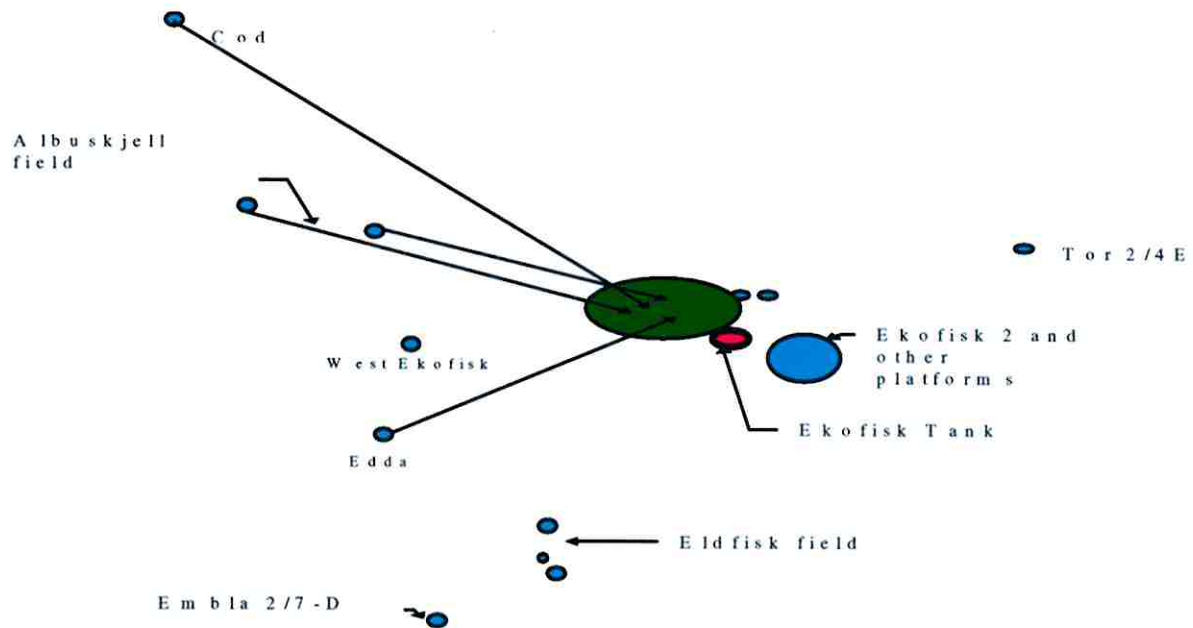 Cod
Albuskjell
field
Tor 2/4E
Ekofisk 2 and
other
platforms
West Ekofisk
Ekofisk Tank
Edda
Eldfisk field
Embla 2/7-D